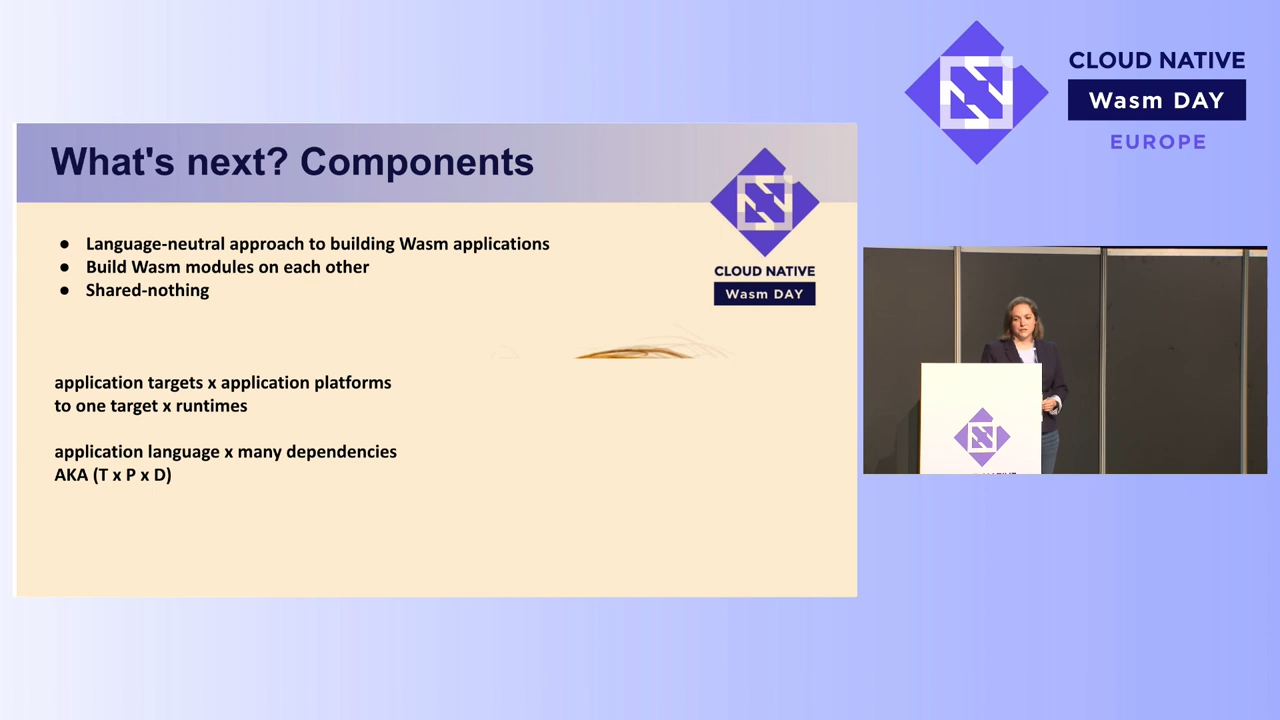 CLOUD NATIVE
Wasm DAY
EUROPE
What's next? Components
● Language-neutral approach to building Wasm applications
● Build Wasm modules on each other
● Shared-nothing
CLOUD NATIVE
Wasm DAY
application targets x application platforms
to one target x runtimes
application language x many dependencies
AKA (T x P x D)